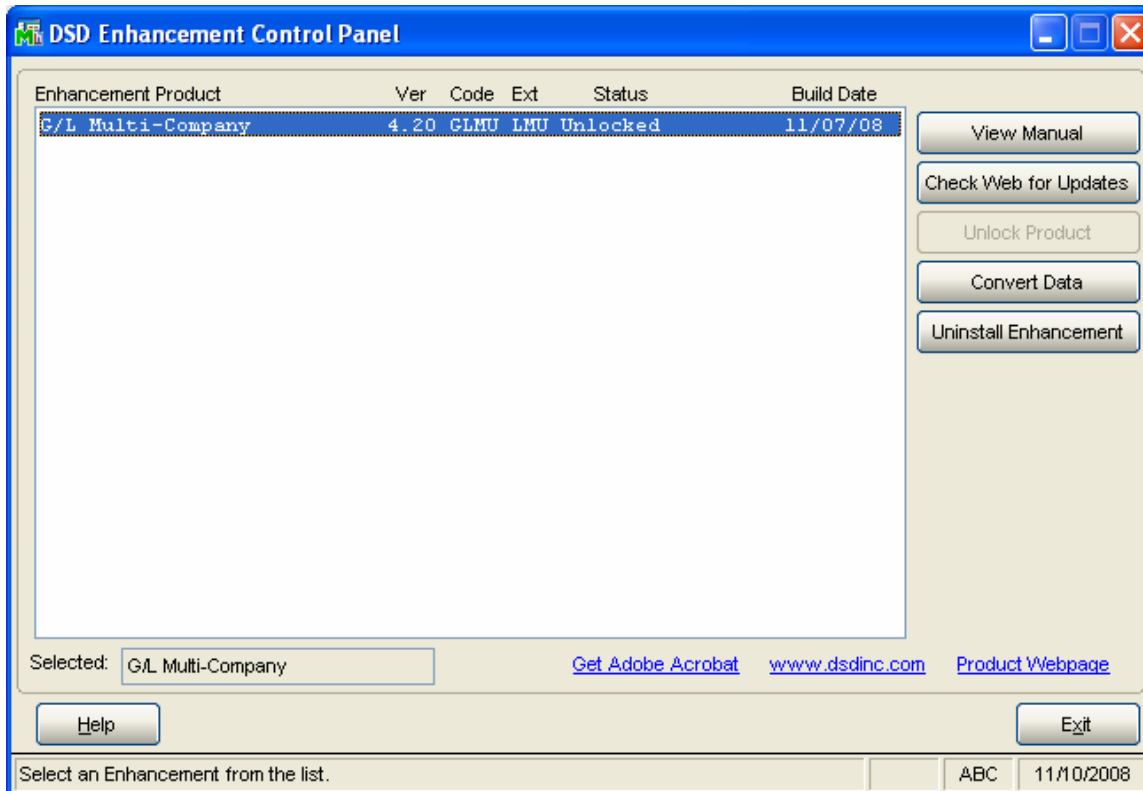 DSD Enhancement Control Panel
Enhancement Product Ver Code Ext Status Build Date
G/L Multi-Company 4.20 GLMU LMU Unlocked 11/07/08
View Manual
Check Web for Updates
Unlock Product
Convert Data
Uninstall Enhancement
Selected: G/L Multi-Company Get Adobe Acrobat www.dsdinc.com Product Webpage
Help Exit
Select an Enhancement from the list. ABC 11/10/2008